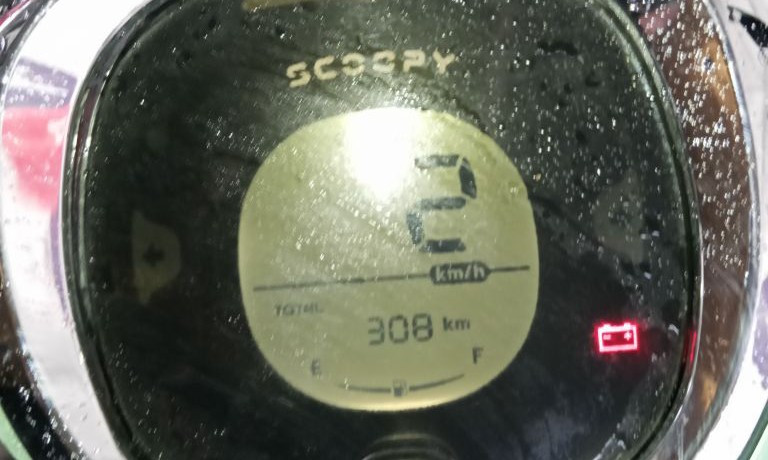 SCOOPY
2
km/h
TOTAL
308 km
E F
- +